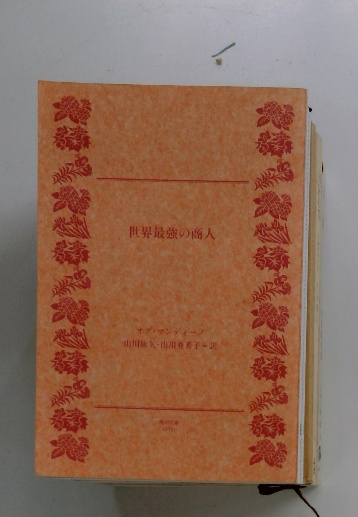 世界最強の商人
オグ・マンディーノ
山川紘矢・山川亜希子＝訳